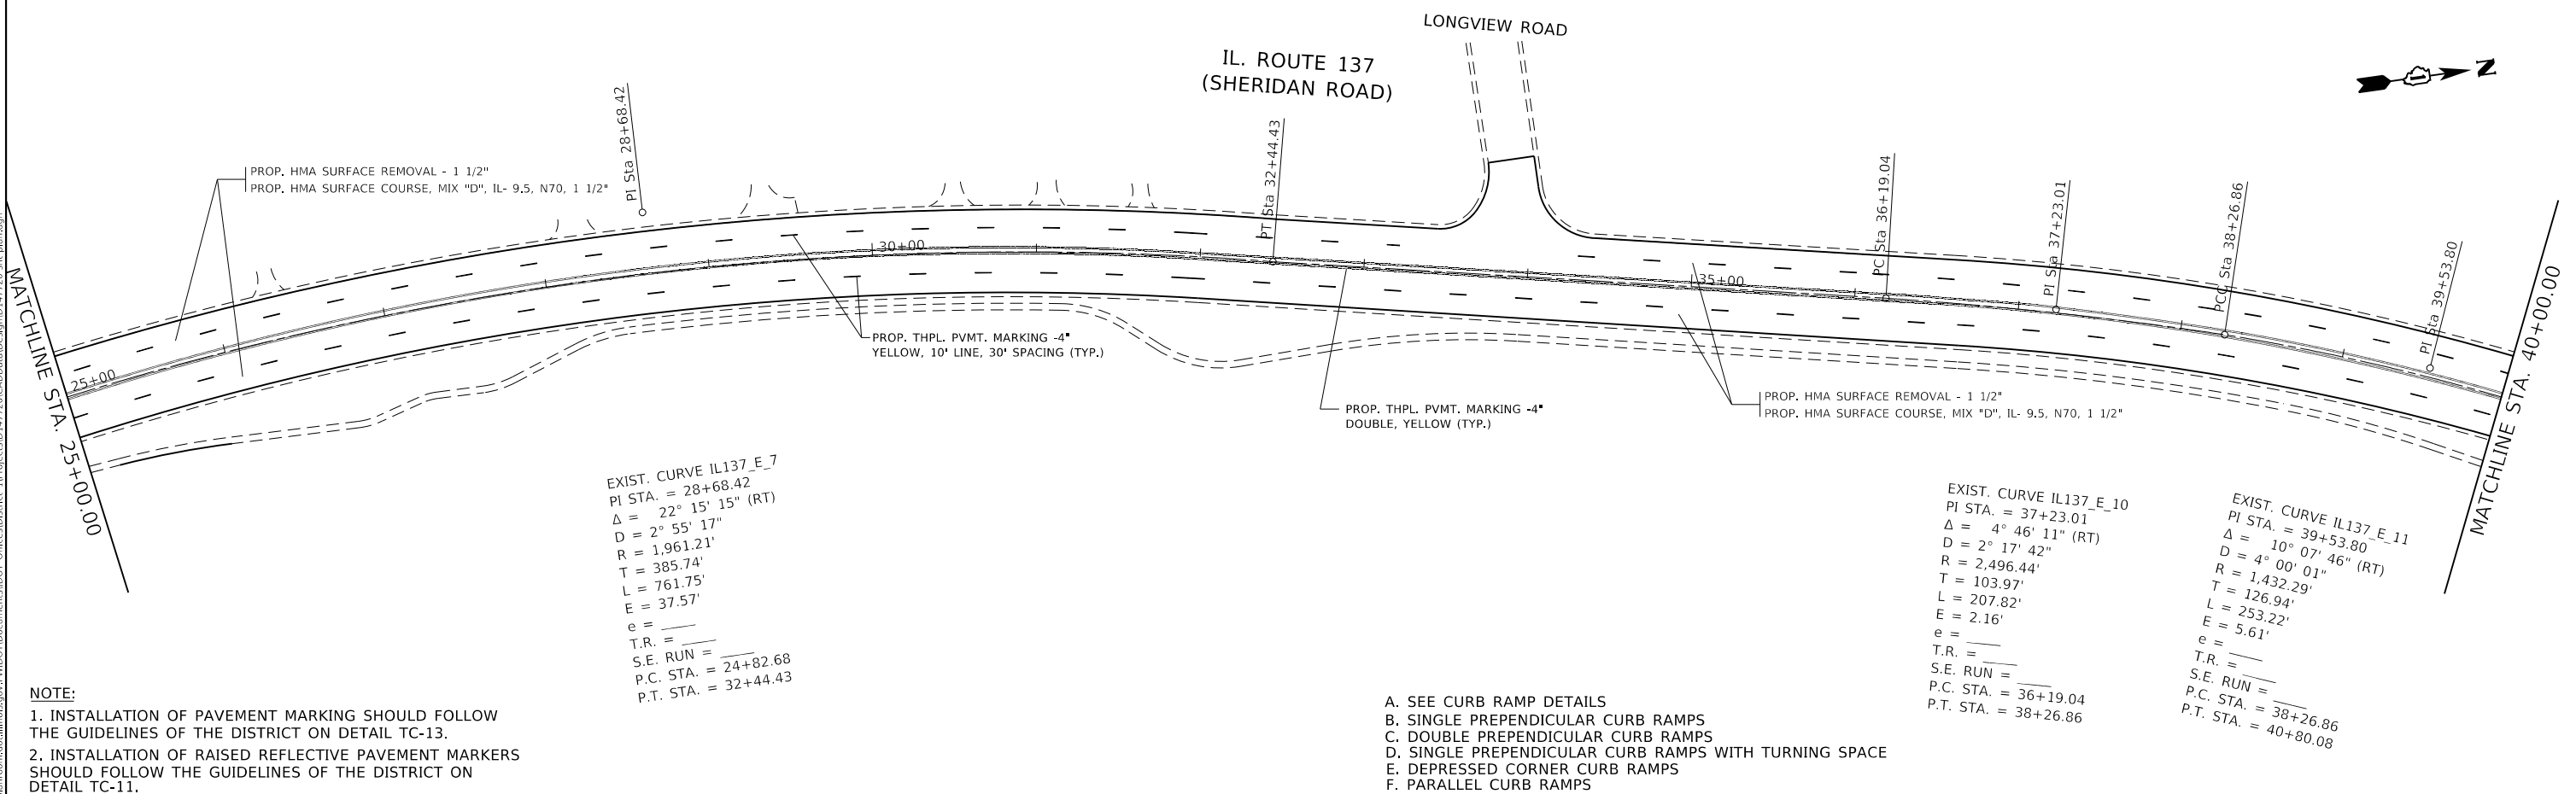 LONGVIEW ROAD
IL. ROUTE 137
(SHERIDAN ROAD)
N
PROP. HMA SURFACE REMOVAL - 1 1/2"
PROP. HMA SURFACE COURSE, MIX "D", IL- 9.5, N70, 1 1/2"
PI Sta 28+68.42
PT Sta 32+44.43
PC Sta 36+19.04
PI Sta 37+23.01
PCC Sta 38+26.86
PI Sta 39+53.80
MATCHLINE STA. 25+00.00
25+00
30+00
35+00
MATCHLINE STA. 40+00.00
PROP. THPL. PVMT. MARKING -4"
YELLOW, 10' LINE, 30' SPACING (TYP.)
PROP. THPL. PVMT. MARKING -4"
DOUBLE, YELLOW (TYP.)
PROP. HMA SURFACE REMOVAL - 1 1/2"
PROP. HMA SURFACE COURSE, MIX "D", IL- 9.5, N70, 1 1/2"
EXIST. CURVE IL137_E_7
PI STA. = 28+68.42
Δ = 22° 15' 15" (RT)
D = 2° 55' 17"
R = 1,961.21'
T = 385.74'
L = 761.75'
E = 37.57'
e = ____
T.R. = ____
S.E. RUN = ____
P.C. STA. = 24+82.68
P.T. STA. = 32+44.43
EXIST. CURVE IL137_E_10
PI STA. = 37+23.01
Δ = 4° 46' 11" (RT)
D = 2° 17' 42"
R = 2,496.44'
T = 103.97'
L = 207.82'
E = 2.16'
e = ____
T.R. = ____
S.E. RUN = ____
P.C. STA. = 36+19.04
P.T. STA. = 38+26.86
EXIST. CURVE IL137_E_11
PI STA. = 39+53.80
Δ = 10° 07' 46" (RT)
D = 4° 00' 01"
R = 1,432.29'
T = 126.94'
L = 253.22'
E = 5.61'
e = ____
T.R. = ____
S.E. RUN = ____
P.C. STA. = 38+26.86
P.T. STA. = 40+80.08
NOTE:
1. INSTALLATION OF PAVEMENT MARKING SHOULD FOLLOW
THE GUIDELINES OF THE DISTRICT ON DETAIL TC-13.
2. INSTALLATION OF RAISED REFLECTIVE PAVEMENT MARKERS
SHOULD FOLLOW THE GUIDELINES OF THE DISTRICT ON
DETAIL TC-11.
A. SEE CURB RAMP DETAILS
B. SINGLE PREPENDICULAR CURB RAMPS
C. DOUBLE PREPENDICULAR CURB RAMPS
D. SINGLE PREPENDICULAR CURB RAMPS WITH TURNING SPACE
E. DEPRESSED CORNER CURB RAMPS
F. PARALLEL CURB RAMPS